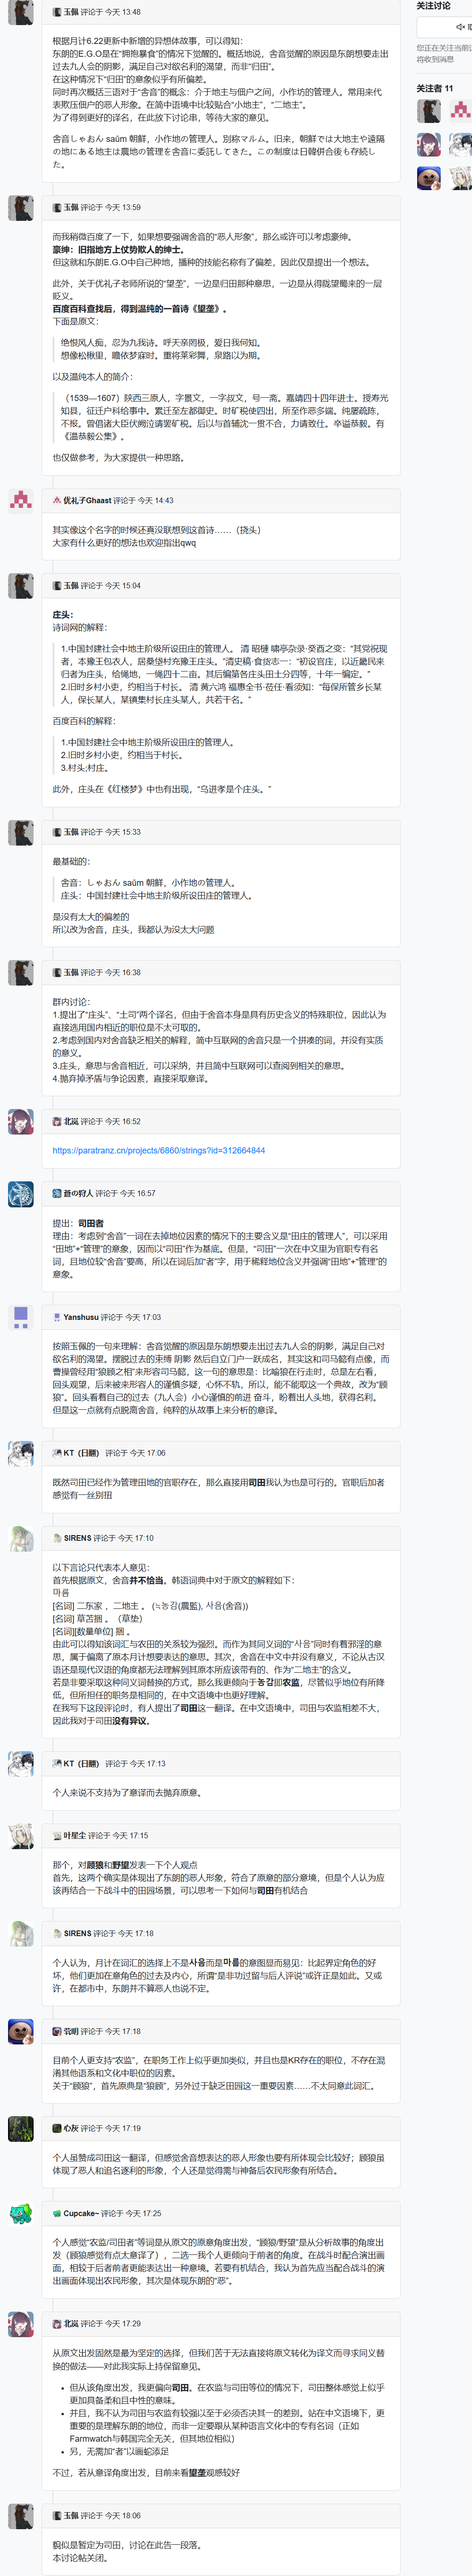 玉佩 评论于 今天 13:48
根据月计6.22更新中新增的异想体故事，可以得知：
东朗的E.G.O是在“拥抱暴食”的情况下觉醒的。概括地说，舍音觉醒的原因是东朗想要走出
过去九人会的阴影，满足自己对欲名利的渴望，而非“归田”。
在这种情况下“归田”的意象似乎有所偏差。
同时再次概括三语对于“舍音”的概念：介于地主与佃户之间，小作坊的管理人。常用来代
表欺压佃户的恶人形象。在简中语境中比较贴合“小地主”，“二地主”。
为了得到更好的译名，在此放下讨论串，等待大家的意见。
舎音しゃおん saŭm 朝鮮，小作地の管理人。別称マルム。旧来，朝鮮では大地主や遠隔
の地にある地主は農地の管理を舎音に委託してきた。この制度は日韓併合後も存続し
た。
玉佩 评论于 今天 13:59
而我稍微百度了一下，如果想要强调舍音的“恶人形象”，那么或许可以考虑豪绅。
豪绅：旧指地方上仗势欺人的绅士。
但这就和东朗E.G.O中自己种地，播种的技能名称有了偏差，因此仅是提出一个想法。
此外，关于优礼子老师所说的“望垄”，一边是归田那种意思，一边是从得陇望蜀来的一层
贬义。
百度百科查找后，得到温纯的一首诗《望垄》。
下面是原文：
绝恨风人痴，忍为九我诗。呼天亲罔极，爱日我何知。
想像松楸里，瞻依梦寐时。重将莱彩舞，泉路以为期。
以及温纯本人的简介：
（1539—1607）陕西三原人，字景文，一字叔文，号一斋。嘉靖四十四年进士。授寿光
知县，征迁户科给事中。累迁至左都御史。时矿税使四出，所至作恶多端。纯屡疏陈，
不报。曾倡诸大臣伏阙泣请罢矿税。后以与首辅沈一贯不合，力请致仕。卒谥恭毅。有
《温恭毅公集》。
也仅做参考，为大家提供一种思路。
优礼子Ghaast 评论于 今天 14:43
其实像这个名字的时候还真没联想到这首诗……（挠头）
大家有什么更好的想法也欢迎指出qwq
玉佩 评论于 今天 15:04
庄头：
诗词网的解释：
1.中国封建社会中地主阶级所设田庄的管理人。 清 昭梿 啸亭杂录·癸酉之变：“其党祝现
者，本豫王包衣人，居桑垡村充豫王庄头。”清史稿·食货志一：“初设官庄，以近畿民来
归者为庄头，给绳地，一绳四十二亩。其后编第各庄头田土分四等，十年一编定。”
2.旧时乡村小吏，约相当于村长。 清 黄六鸿 福惠全书·莅任·看须知：“每保所管乡长某
人，保长某人，某镇集村长庄头某人，共若干名。”
百度百科的解释：
1.中国封建社会中地主阶级所设田庄的管理人。
2.旧时乡村小吏，约相当于村长。
3.村头;村庄。
此外，庄头在《红楼梦》中也有出现，“乌进孝是个庄头。”
玉佩 评论于 今天 15:33
最基础的：
舎音：しゃおん saŭm 朝鮮，小作地の管理人。
庄头：中国封建社会中地主阶级所设田庄的管理人。
是没有太大的偏差的
所以改为舍音，庄头，我都认为没太大问题
玉佩 评论于 今天 16:38
群内讨论：
1.提出了“庄头”、“土司”两个译名，但由于舍音本身是具有历史含义的特殊职位，因此认为
直接选用国内相近的职位是不太可取的。
2.考虑到国内对舍音缺乏相关的解释，简中互联网的舍音只是一个拼凑的词，并没有实质
的意义。
3.庄头，意思与舍音相近，可以采纳，并且简中互联网可以查阅到相关的意思。
4.抛弃掉矛盾与争论因素，直接采取意译。
北岚 评论于 今天 16:52
https://paratranz.cn/projects/6860/strings?id=312664844
蒼の狩人 评论于 今天 16:57
提出：司田者
理由：考虑到“舍音”一词在去掉地位因素的情况下的主要含义是“田庄的管理人”，可以采用
“田地”+“管理”的意象，因而以“司田”作为基底。但是，“司田”一次在中文里为官职专有名
词，且地位较“舍音”要高，所以在词后加“者”字，用于稀释地位含义并强调“田地”+“管理”的
意象。
Yanshusu 评论于 今天 17:03
按照玉佩的一句来理解：舍音觉醒的原因是东朗想要走出过去九人会的阴影，满足自己对
欲名利的渴望。摆脱过去的束缚 阴影 然后自立门户一跃成名，其实这和司马懿有点像，而
曹操曾经用“狼顾之相”来形容司马懿，这一句的意思是：比喻狼在行走时，总是左右看，
回头观望，后来被来形容人的谨慎多疑，心怀不轨，所以，能不能取这一个典故，改为“顾
狼”。回头看着自己的过去（九人会）小心谨慎的前进 奋斗，盼着出人头地，获得名利。
但是这一点就有点脱离舍音，纯粹的从故事上来分析的意译。
KT（日翻） 评论于 今天 17:06
既然司田已经作为管理田地的官职存在，那么直接用司田我认为也是可行的。官职后加者
感觉有一丝别扭
SIRENS 评论于 今天 17:10
以下言论只代表本人意见：
首先根据原文，舍音并不恰当。韩语词典中对于原文的解释如下：
마름
[名词] 二东家， 二地主 。 (≒농감(農監), 사음(舍音))
[名词] 草苫捆 。（草垫）
[名词][数量单位] 捆 。
由此可以得知该词汇与农田的关系较为强烈。而作为其同义词的“사음”同时有着邪淫的意
思，属于偏离了原本月计想要表达的意思。其次，舍音在中文中并没有意义，不论从古汉
语还是现代汉语的角度都无法理解到其原本所应该带有的、作为“二地主”的含义。
若是非要采取这种同义词替换的方式，那么我更倾向于농감即农监，尽管似乎地位有所降
低，但所担任的职务是相同的，在中文语境中也更好理解。
在我写下这段评论时，有人提出了司田这一翻译。在中文语境中，司田与农监相差不大，
因此我对于司田没有异议。
KT（日翻） 评论于 今天 17:13
个人来说不支持为了意译而去抛弃原意。
叶星尘 评论于 今天 17:15
那个，对顾狼和野望发表一下个人观点
首先，这两个确实是体现出了东朗的恶人形象，符合了原意的部分意境，但是个人认为应
该再结合一下战斗中的田园场景，可以思考一下如何与司田有机结合
SIRENS 评论于 今天 17:18
个人认为，月计在词汇的选择上不是사음而是마름的意图显而易见：比起界定角色的好
坏，他们更加在意角色的过去及内心，所谓“是非功过留与后人评说”或许正是如此。又或
许，在都市中，东朗并不算恶人也说不定。
评论于 今天 17:18
目前个人更支持“农监”，在职务工作上似乎更加类似，并且也是KR存在的职位，不存在混
淆其他语系和文化中职位的因素。
关于“顾狼”，首先原典是“狼顾”，另外过于缺乏田园这一重要因素……不太同意此词汇。
心灰 评论于 今天 17:19
个人虽赞成司田这一翻译，但感觉舍音想表达的恶人形象也要有所体现会比较好；顾狼虽
体现了恶人和追名逐利的形象，个人还是觉得需与神备后农民形象有所结合。
Cupcake~ 评论于 今天 17:25
个人感觉“农监/司田者”等词是从原文的原意角度出发，“顾狼/野望”是从分析故事的角度出
发（顾狼感觉有点太意译了），二选一我个人更倾向于前者的角度。在战斗时配合演出画
面，相较于后者前者更能表达出一种意境。若要有机结合，我认为首先应当配合战斗的演
出画面体现出农民形象，其次是体现东朗的“恶”。
北岚 评论于 今天 17:29
从原文出发固然是最为坚定的选择，但我们苦于无法直接将原文转化为译文而寻求同义替
换的做法——对此我实际上持保留意见。
• 但从该角度出发，我更偏向司田。在农监与司田等位的情况下，司田整体感觉上似乎
更加具备柔和且中性的意味。
• 并且，我不认为司田与农监有较强以至于必须否决其一的差别。站在中文语境下，更
重要的是理解东朗的地位，而非一定要跟从某种语言文化中的专有名词（正如
Farmwatch与韩国完全无关，但其地位相似）
• 另，无需加“者”以画蛇添足
不过，若从意译角度出发，目前来看望垄观感较好
玉佩 评论于 今天 18:06
貌似是暂定为司田，讨论在此告一段落。
本讨论帖关闭。
关注讨论
您正在关注当前
将收到消息
关注者 11